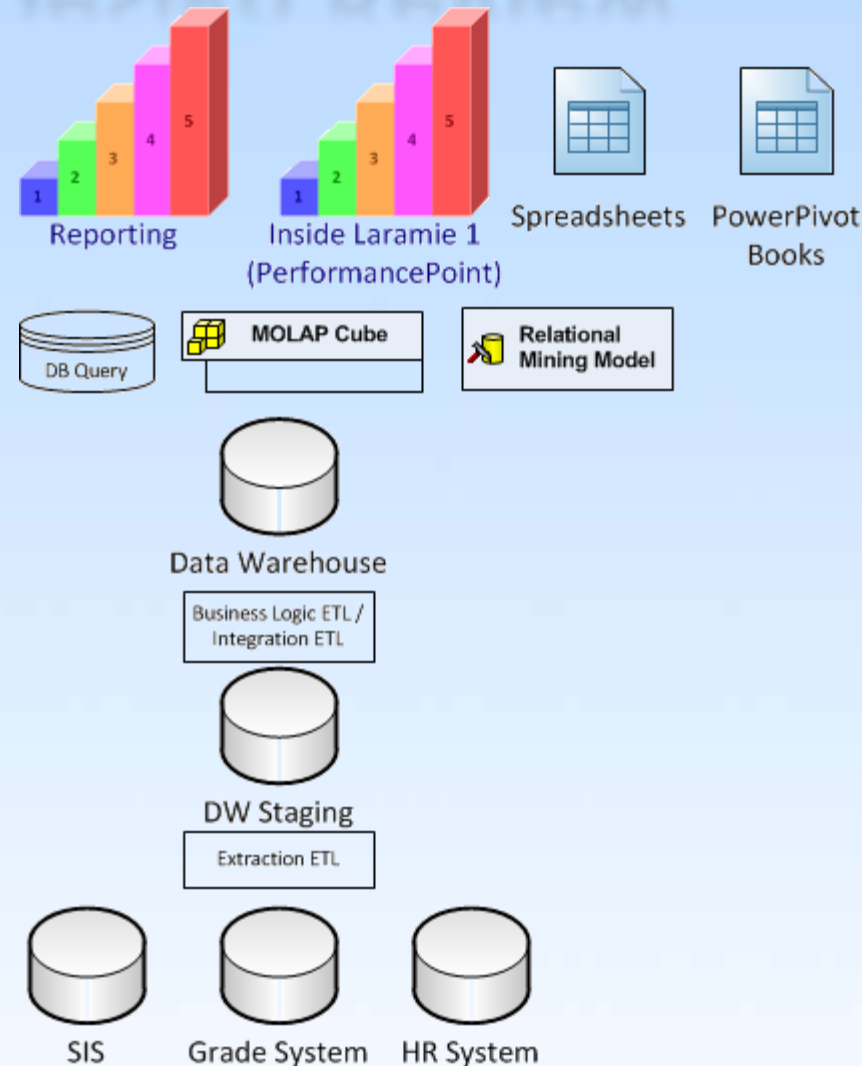 1 2 3 4 5
1 2 3 4 5
Reporting
Inside Laramie 1
(PerformancePoint)
Spreadsheets
PowerPivot
Books
DB Query
MOLAP Cube
Relational
Mining Model
Data Warehouse
Business Logic ETL /
Integration ETL
DW Staging
Extraction ETL
SIS
Grade System
HR System